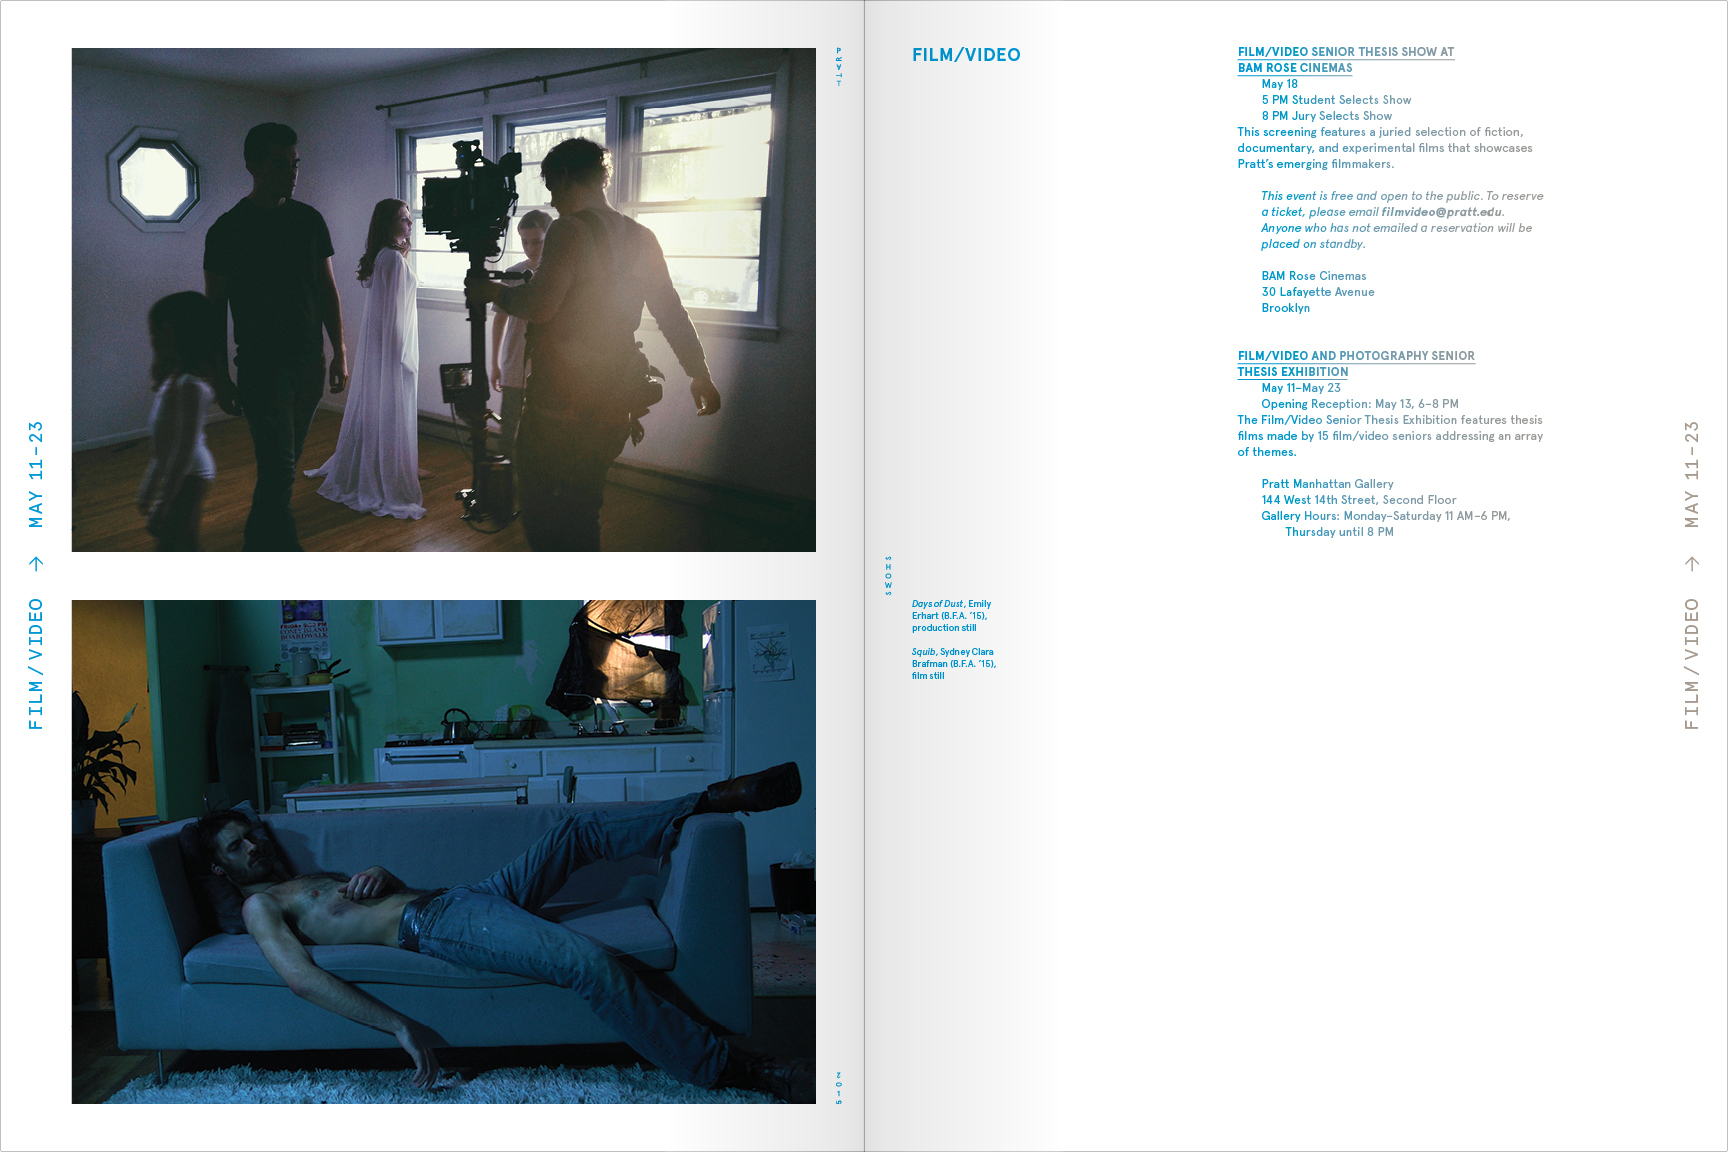 FILM/VIDEO → MAY 11–23
PRATT
FRIDAY
CONEY ISLAND
BOARDWALK
2015
FILM/VIDEO
SHOWS
Days of Dust, Emily
Erhart (B.F.A. ’15),
production still
Squib, Sydney Clara
Brafman (B.F.A. ’15),
film still
FILM/VIDEO SENIOR THESIS SHOW AT
BAM ROSE CINEMAS
May 18
5 PM Student Selects Show
8 PM Jury Selects Show
This screening features a juried selection of fiction,
documentary, and experimental films that showcases
Pratt’s emerging filmmakers.
This event is free and open to the public. To reserve
a ticket, please email filmvideo@pratt.edu.
Anyone who has not emailed a reservation will be
placed on standby.
BAM Rose Cinemas
30 Lafayette Avenue
Brooklyn
FILM/VIDEO AND PHOTOGRAPHY SENIOR
THESIS EXHIBITION
May 11–May 23
Opening Reception: May 13, 6–8 PM
The Film/Video Senior Thesis Exhibition features thesis
films made by 15 film/video seniors addressing an array
of themes.
Pratt Manhattan Gallery
144 West 14th Street, Second Floor
Gallery Hours: Monday–Saturday 11 AM–6 PM,
Thursday until 8 PM
FILM/VIDEO → MAY 11–23